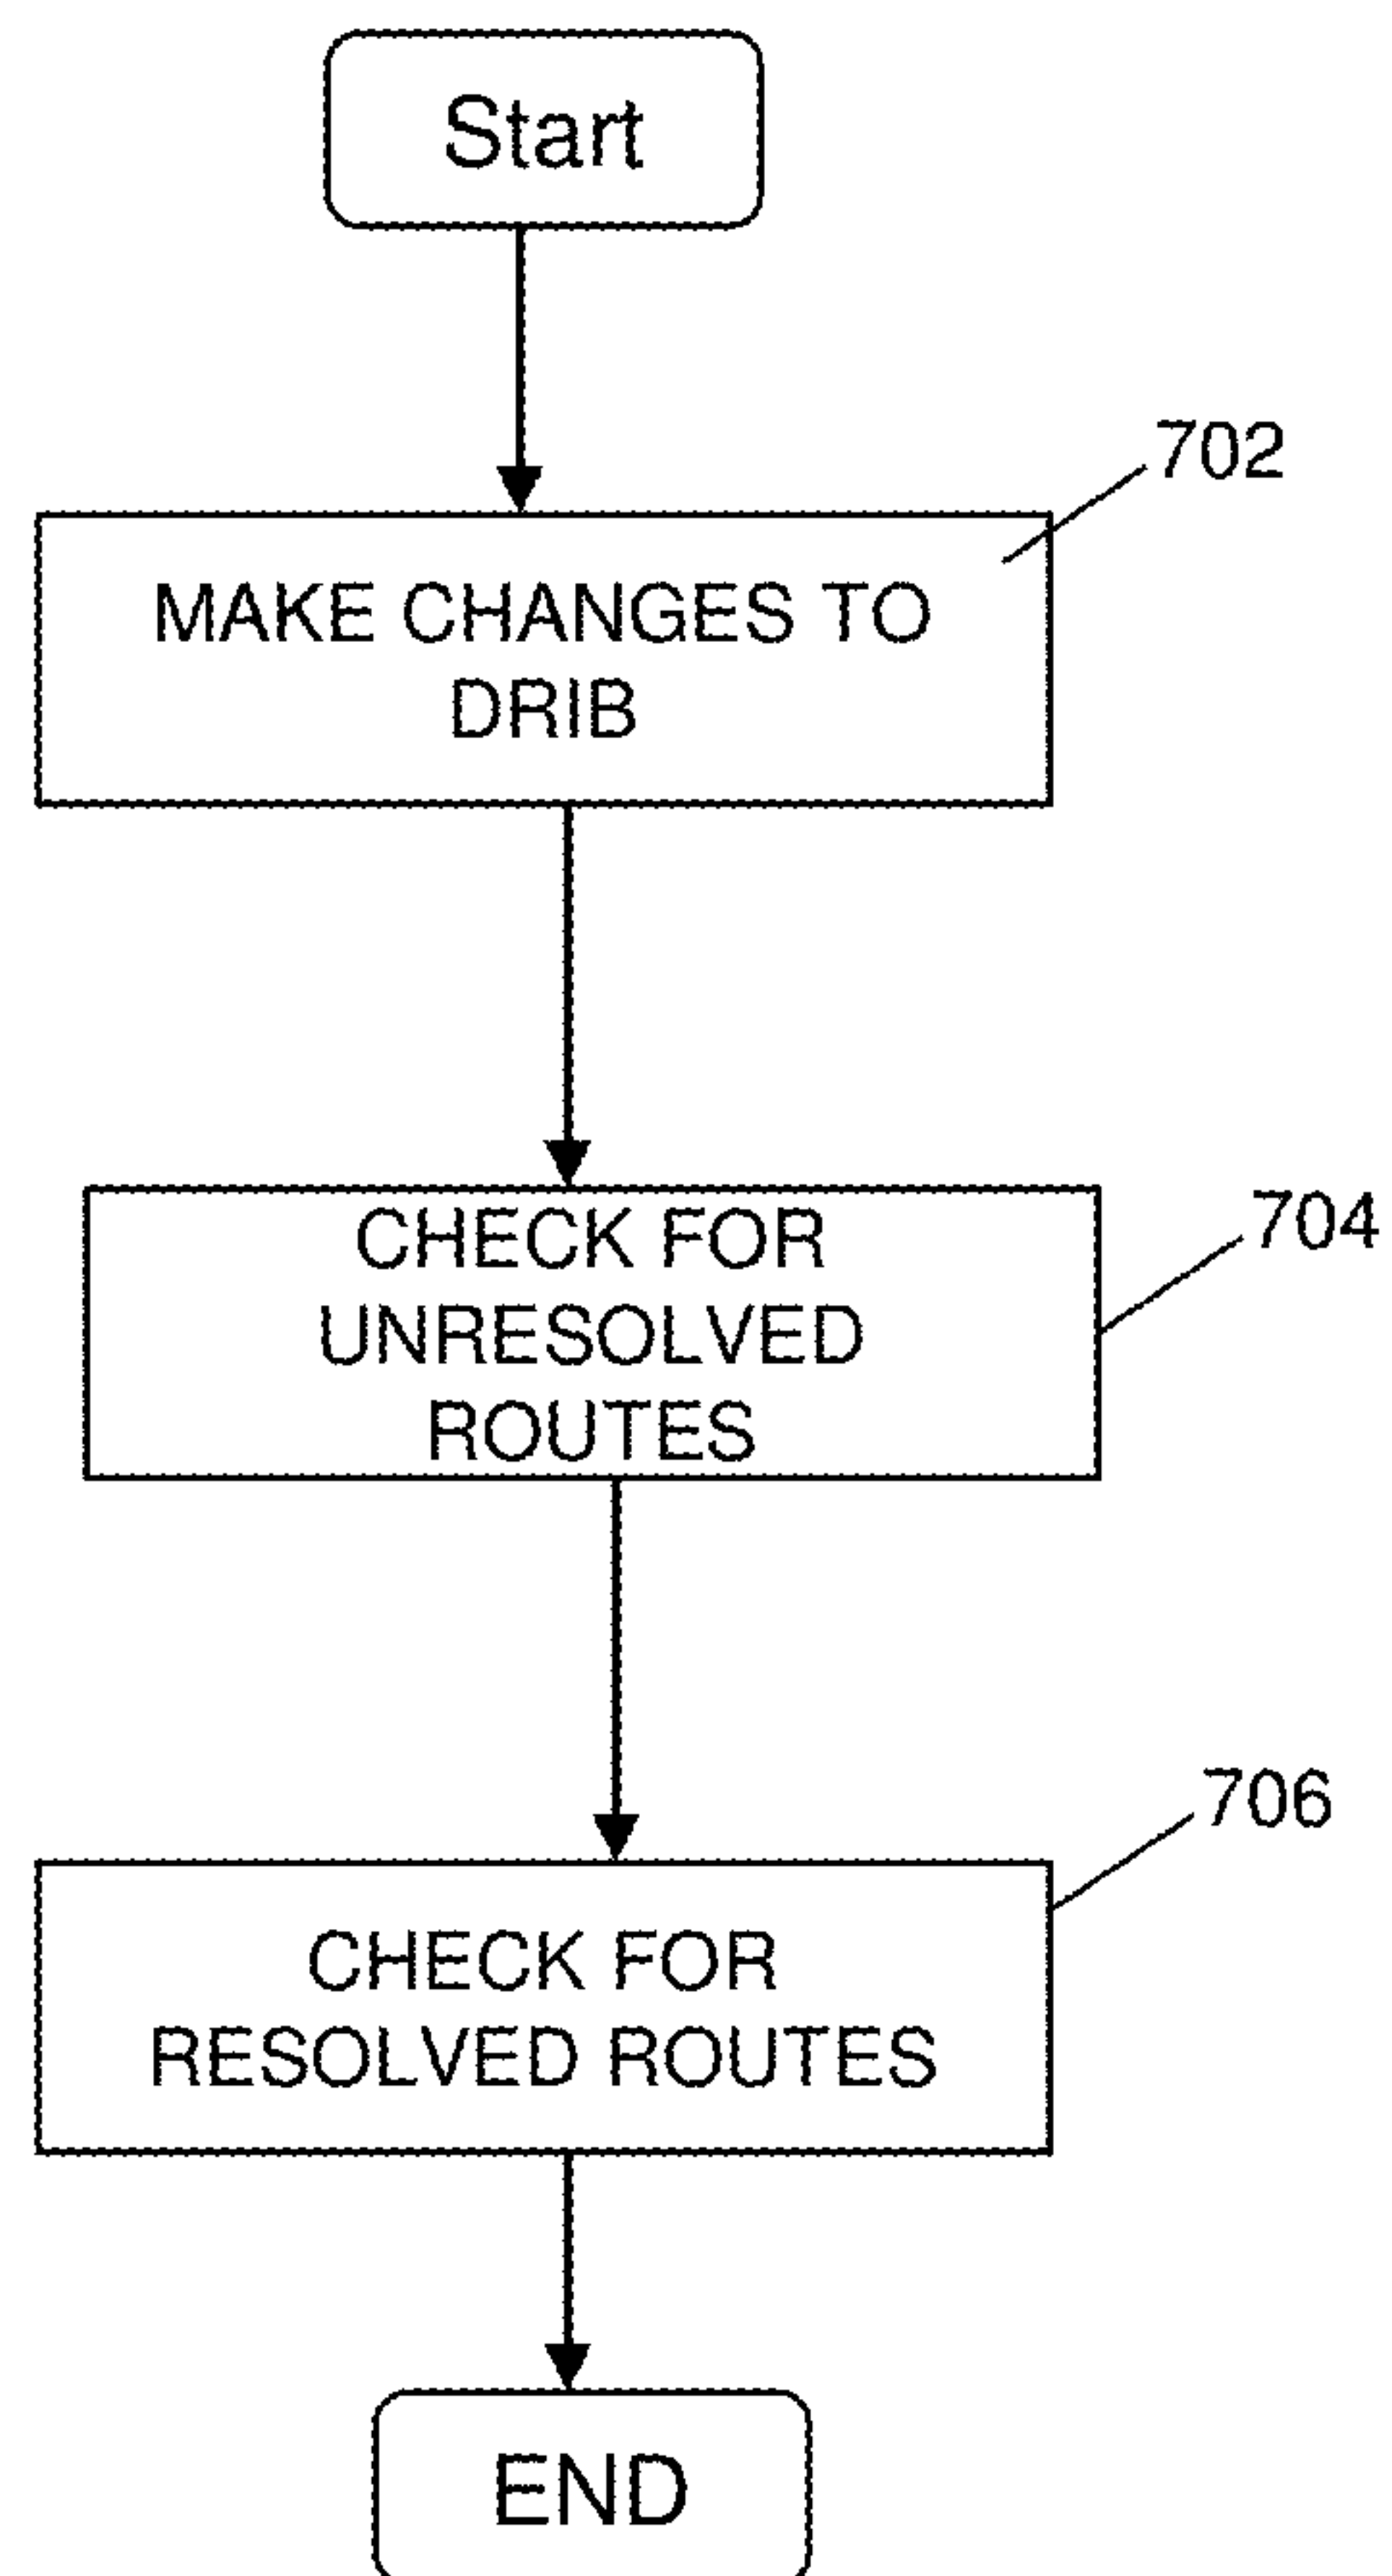 Start
702
MAKE CHANGES TO
DRIB
704
CHECK FOR
UNRESOLVED
ROUTES
706
CHECK FOR
RESOLVED ROUTES
END